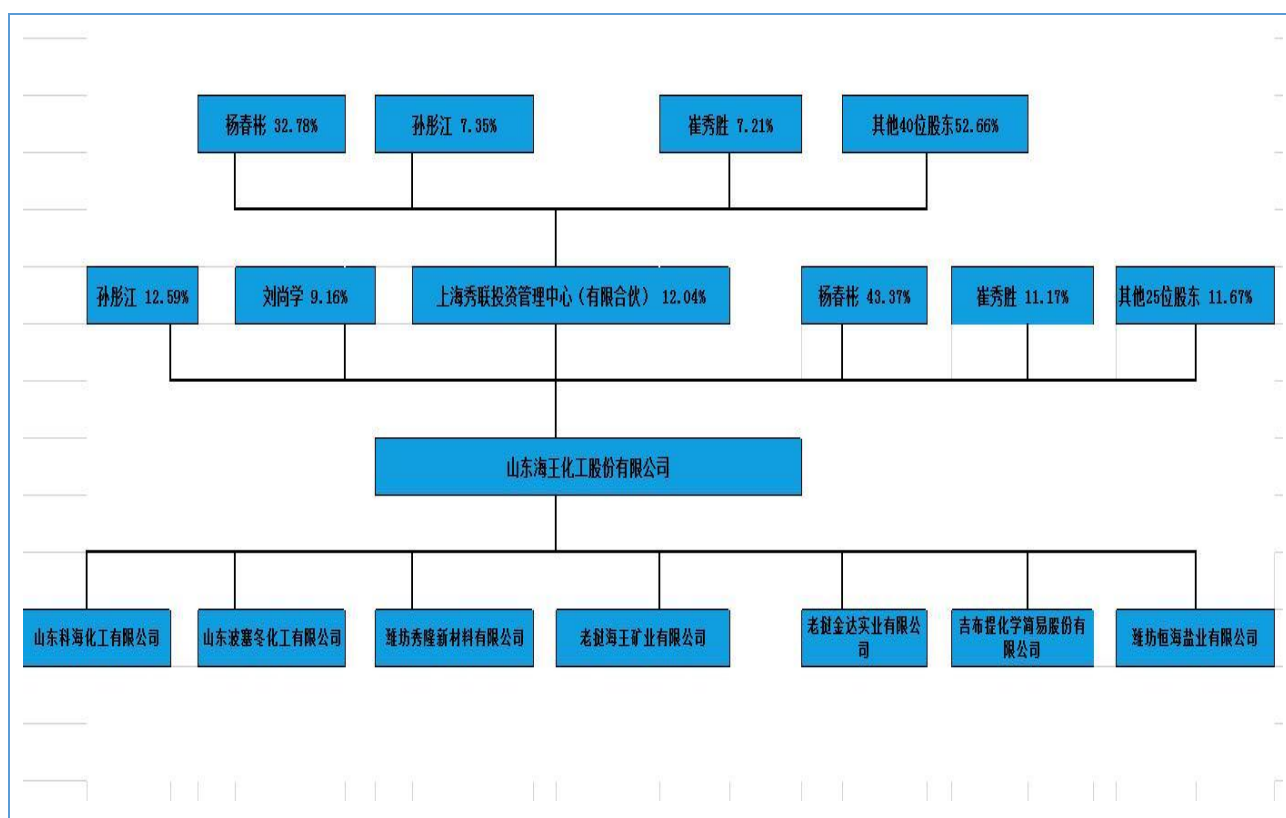 杨春彬 32.78%
孙彤江 7.35%
崔秀胜 7.21%
其他40位股东52.66%
孙彤江 12.59%
刘尚学 9.16%
上海秀联投资管理中心（有限合伙） 12.04%
杨春彬 43.37%
崔秀胜 11.17%
其他25位股东 11.67%
山东海王化工股份有限公司
山东科海化工有限公司
山东波塞冬化工有限公司
潍坊秀隆新材料有限公司
老挝海王矿业有限公司
老挝金达实业有限公
司
吉布提化学简易股份有
限公司
潍坊恒海盐业有限公司